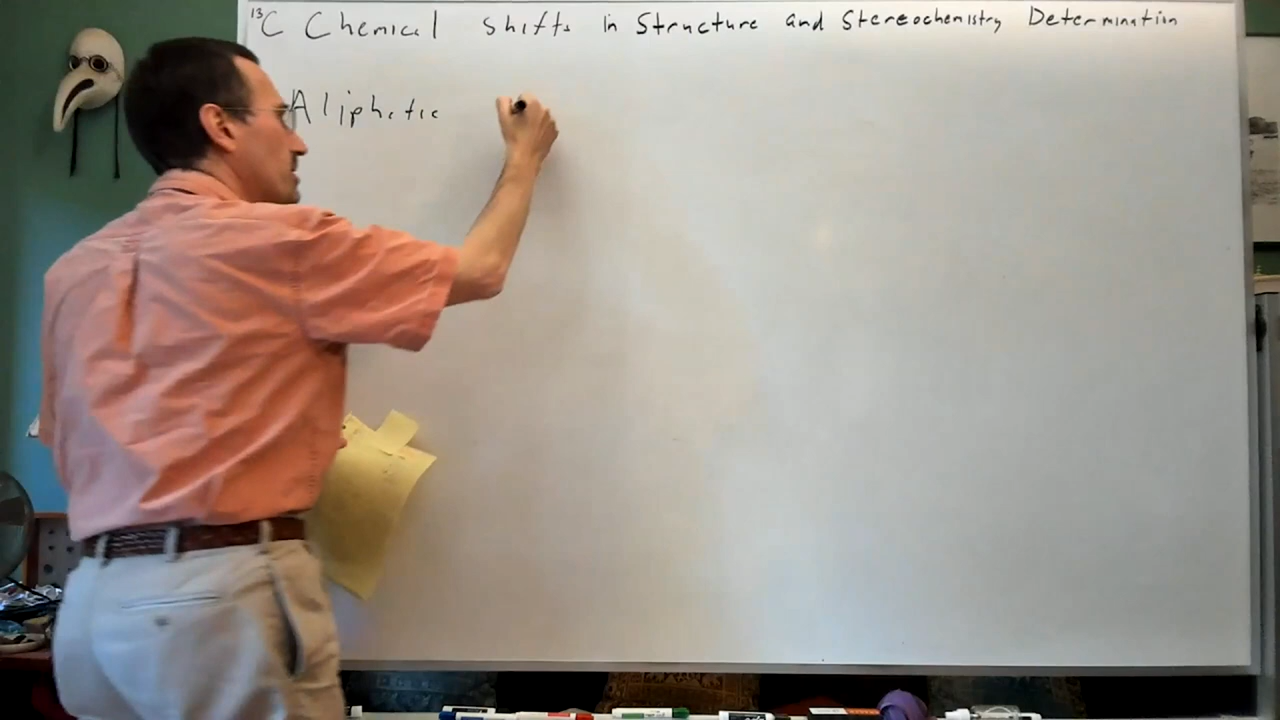 ¹³C Chemical Shifts in Structure and Stereochemistry Determination
Aliphatic